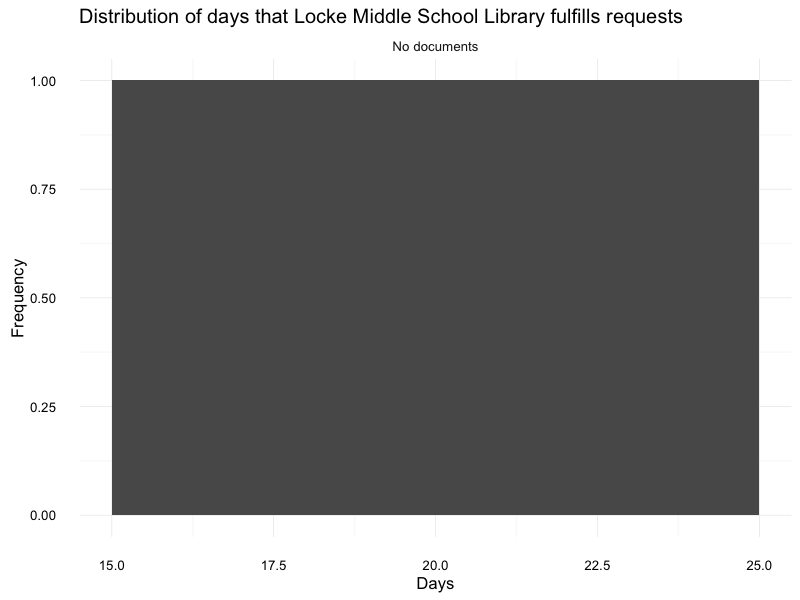 Distribution of days that Locke Middle School Library fulfills requests
No documents
1.00
0.75
0.50
0.25
0.00
Frequency
15.0 17.5 20.0 22.5 25.0
Days